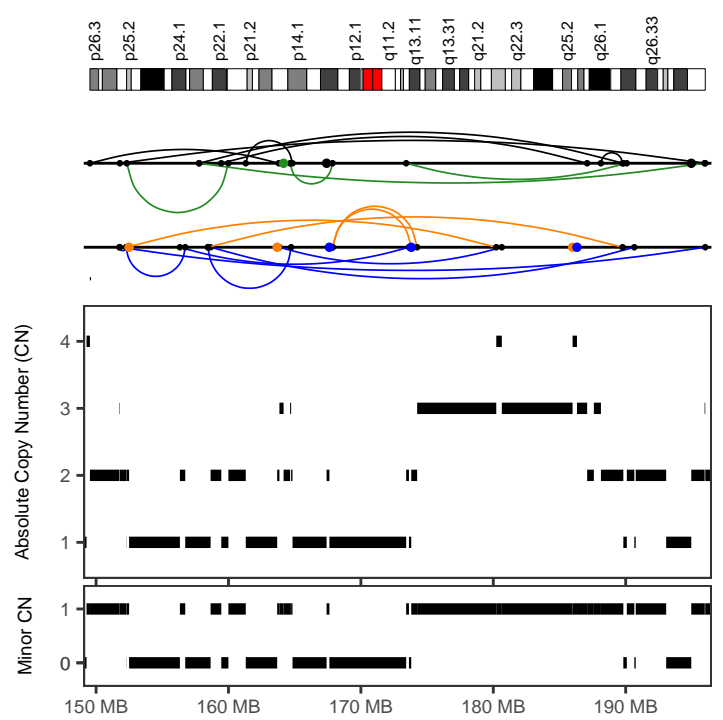 p26.3 p25.2 p24.1 p22.1 p21.2 p14.1 p12.1 q11.2 q13.11 q13.31 q21.2 q22.3 q25.2 q26.1 q26.33
Absolute Copy Number (CN)
4
3
2
1
Minor CN
1
0
150 MB 160 MB 170 MB 180 MB 190 MB